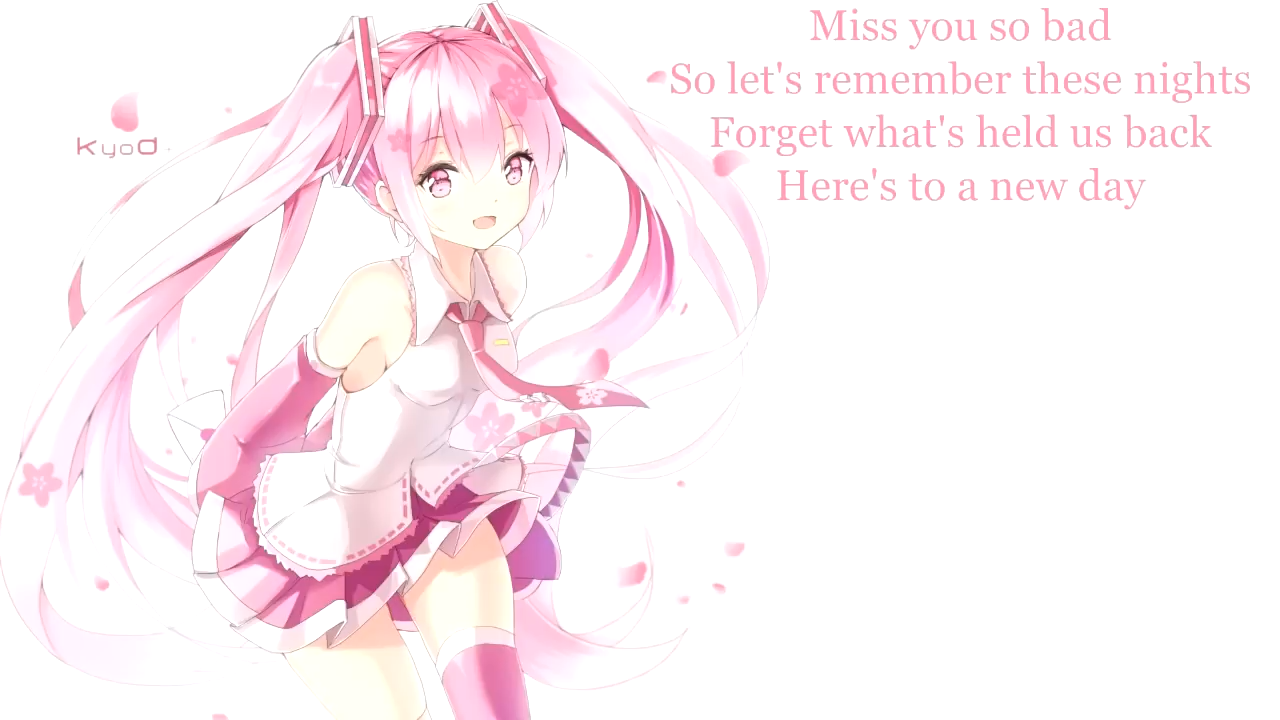 Miss you so bad
So let's remember these nights
Forget what's held us back
Here's to a new day
kyod